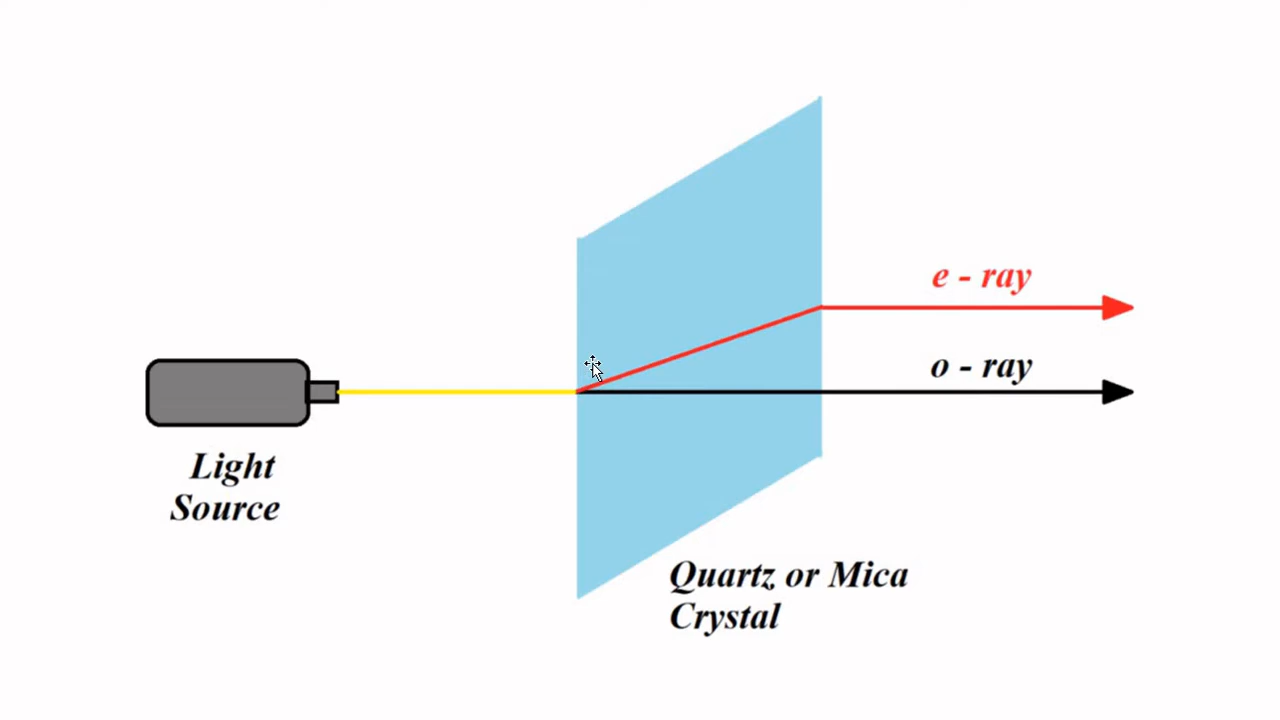 e - ray
o - ray
Light
Source
Quartz or Mica
Crystal